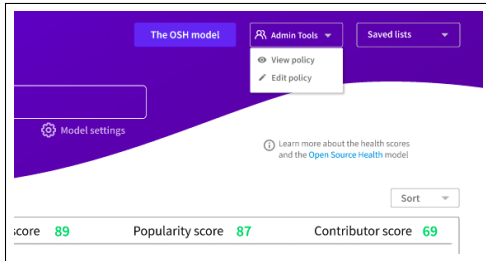 The OSH model
Admin Tools
Saved lists
View policy
Edit policy
Model settings
Learn more about the health scores
and the Open Source Health model
Sort
score 89 Popularity score 87 Contributor score 69